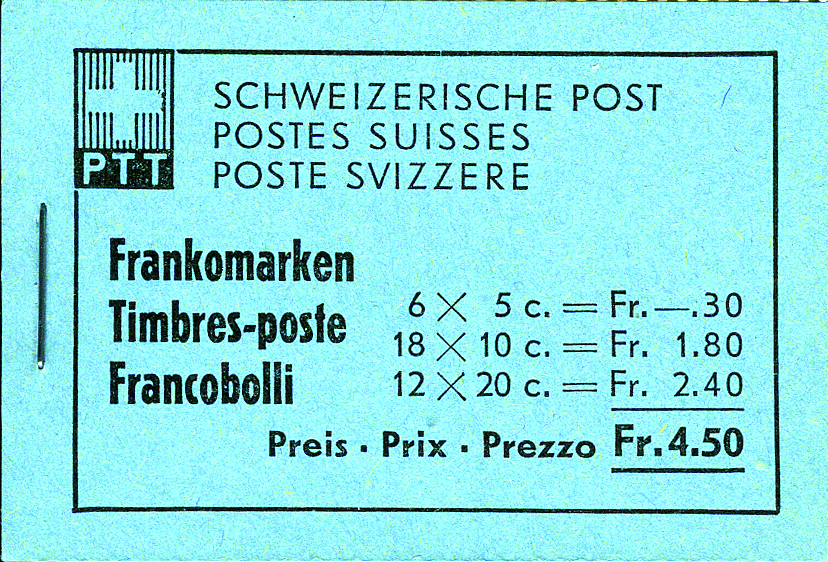 PTT
SCHWEIZERISCHE POST
POSTES SUISSES
POSTE SVIZZERE
Frankomarken
Timbres-poste
Francobolli
6 × 5 c. = Fr. —.30
18 × 10 c. = Fr. 1.80
12 × 20 c. = Fr. 2.40
Preis · Prix · Prezzo Fr. 4.50